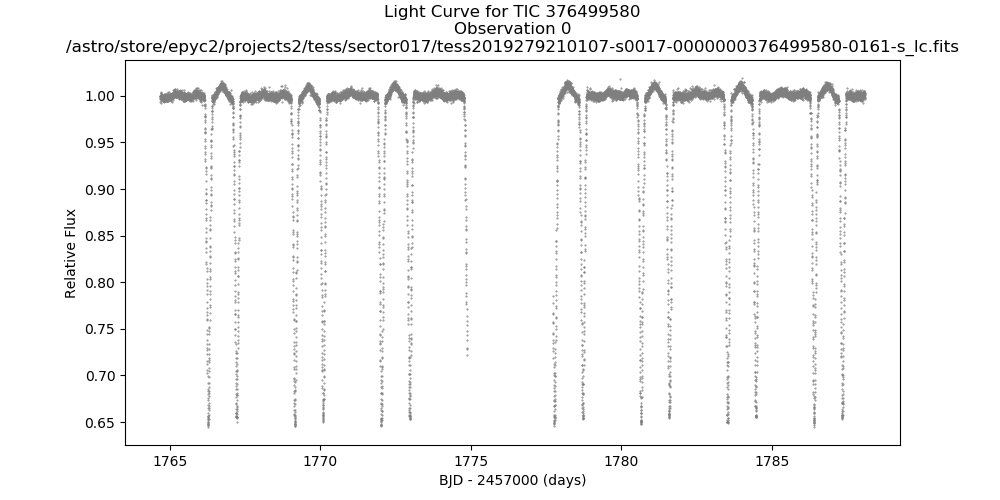 Light Curve for TIC 376499580
Observation 0
/astro/store/epyc2/projects2/tess/sector017/tess2019279210107-s0017-0000000376499580-0161-s_lc.fits
1.00
0.95
0.90
0.85
0.80
0.75
0.70
0.65
Relative Flux
1765
1770
1775
1780
1785
BJD - 2457000 (days)